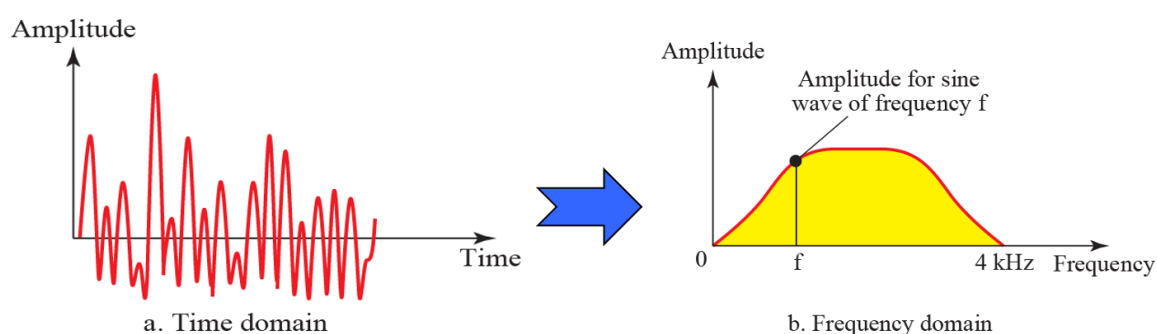 Amplitude
Time
a. Time domain
Amplitude
Amplitude for sine
wave of frequency f
0
f
4 kHz
Frequency
b. Frequency domain